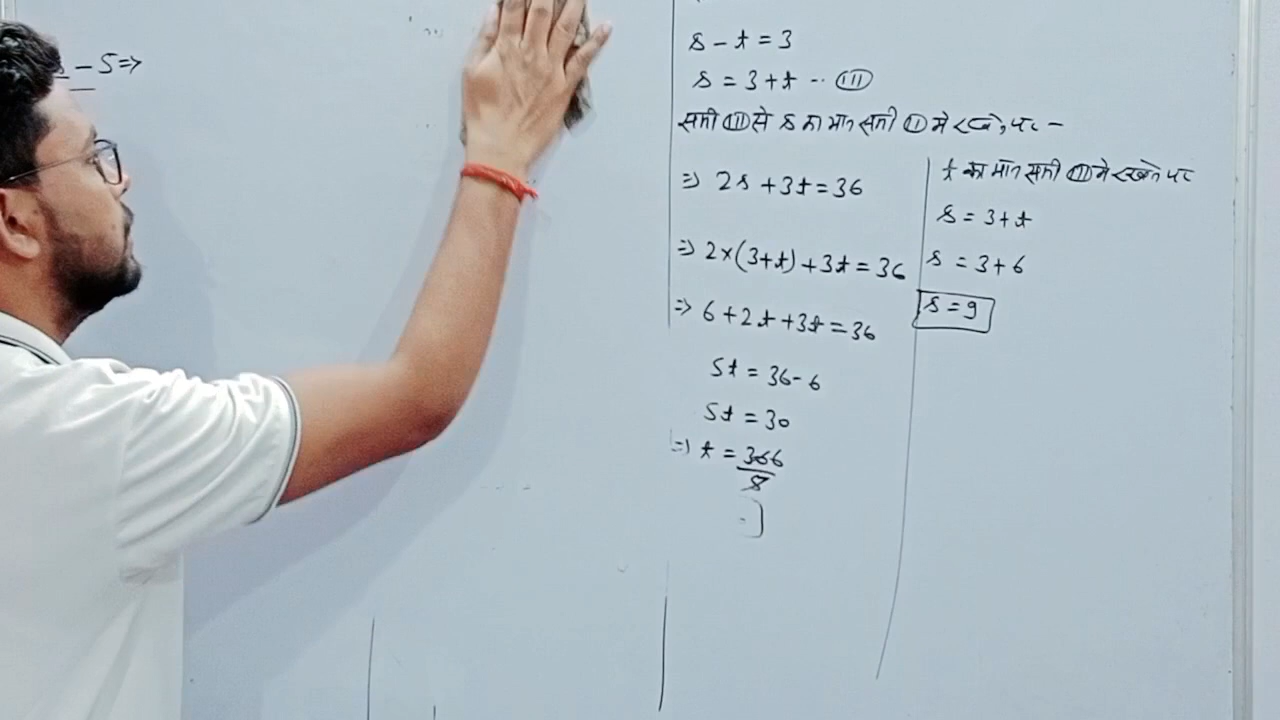 - 5 ⇒
s - t = 3
s = 3 + t -- (III)
समी (III) से s का मान समी (I) मे रखने पर -
⇒ 2s + 3t = 36
⇒ 2×(3+t) + 3t = 36
⇒ 6 + 2t + 3t = 36
5t = 36 - 6
5t = 30
⇒ t =
t का मान समी (III) मे रखने पर
s = 3 + t
s = 3 + 6
s = 9